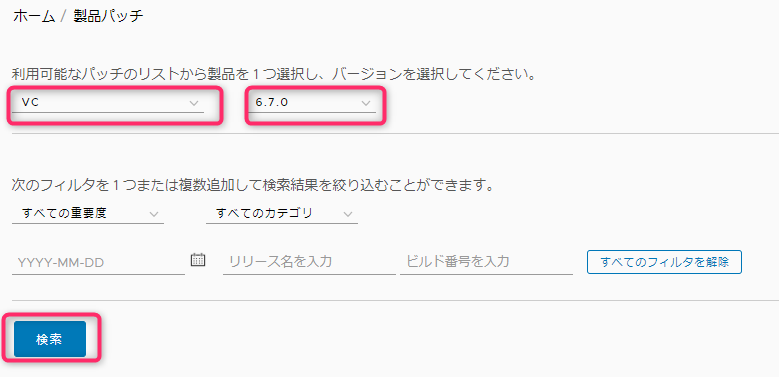 ホーム / 製品パッチ
利用可能なパッチのリストから製品を1つ選択し、バージョンを選択してください。
VC 6.7.0
次のフィルタを1つまたは複数追加して検索結果を絞り込むことができます。
すべての重要度 すべてのカテゴリ
YYYY-MM-DD リリース名を入力 ビルド番号を入力 すべてのフィルタを解除
検索